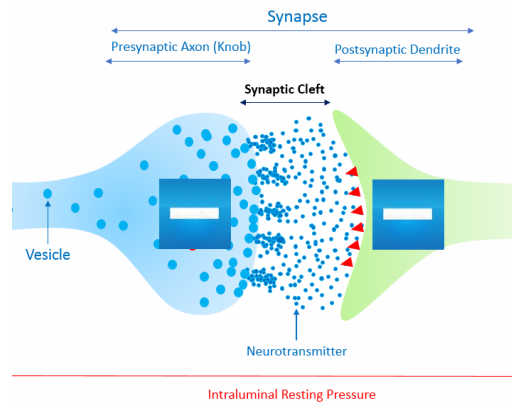 Synapse
Presynaptic Axon (Knob)
Postsynaptic Dendrite
Synaptic Cleft
Vesicle
Neurotransmitter
Intraluminal Resting Pressure